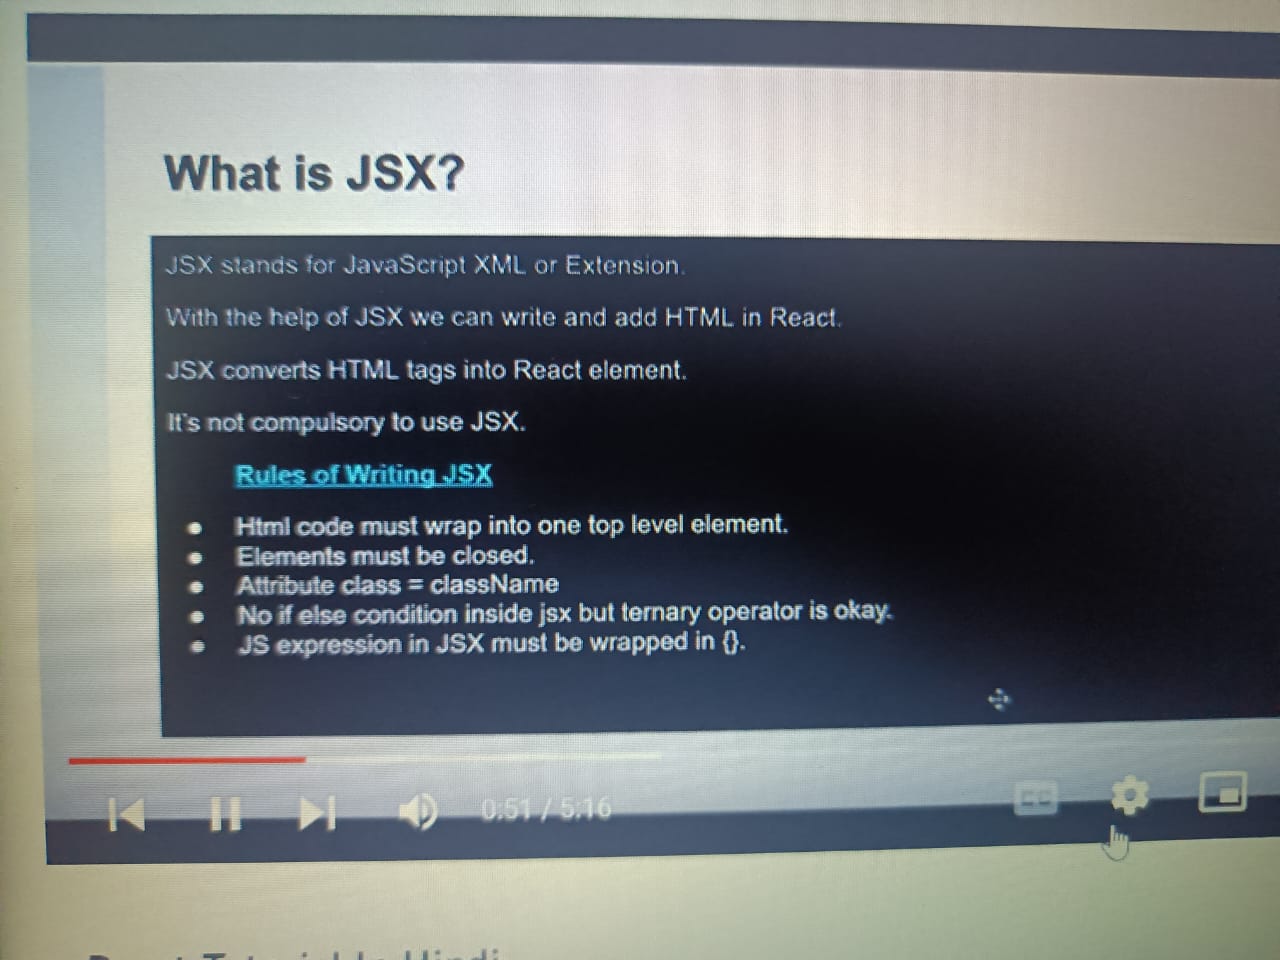 What is JSX?
JSX stands for JavaScript XML or Extension.
With the help of JSX we can write and add HTML in React.
JSX converts HTML tags into React element.
It's not compulsory to use JSX.
Rules of Writing JSX
● Html code must wrap into one top level element.
● Elements must be closed.
● Attribute class = className
● No if else condition inside jsx but ternary operator is okay.
● JS expression in JSX must be wrapped in {}.
0:51 / 5:16
CC